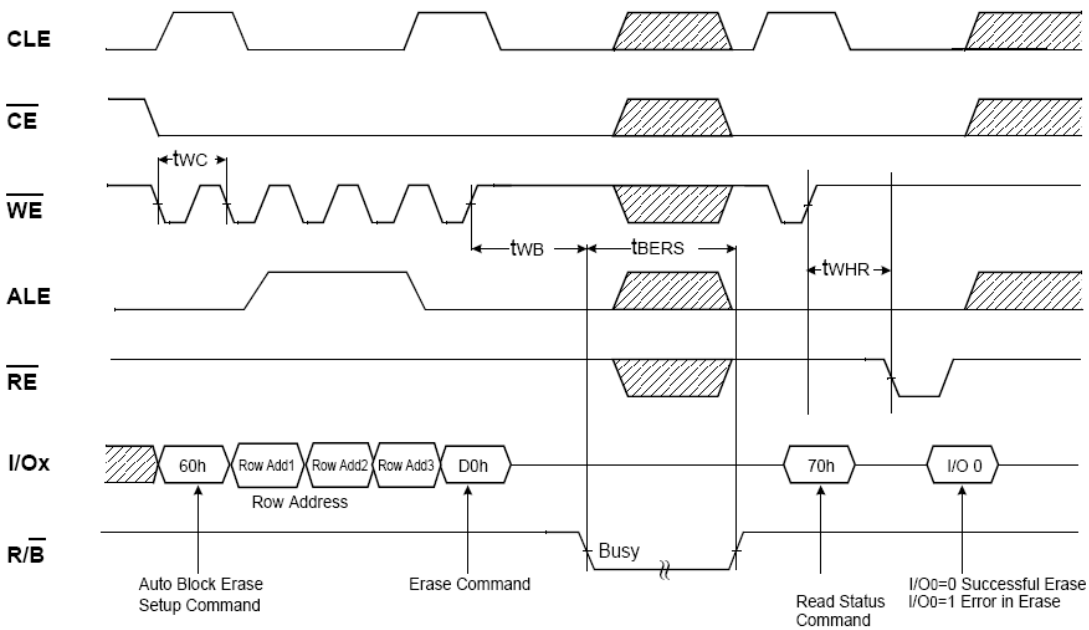 CLE
CE
tWC
WE
tWB
tBERS
tWHR
ALE
RE
I/Ox
60h
Row Add1
Row Add2
Row Add3
D0h
70h
I/O 0
Row Address
R/B
Busy
Auto Block Erase
Setup Command
Erase Command
Read Status
Command
I/O0=0 Successful Erase
I/O0=1 Error in Erase